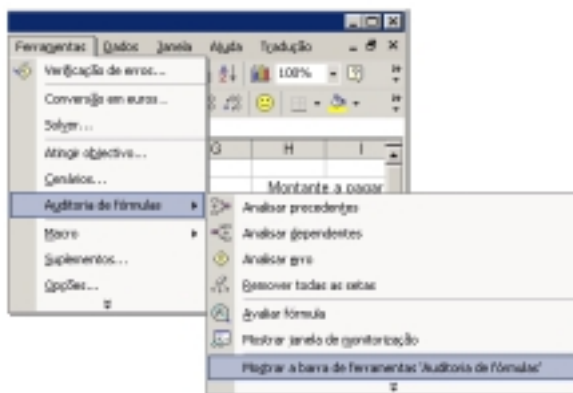 Ferramentas Dados Janela Ajuda Tradução
Verificação de erros...
100%
Conversão em euros...
Solver...
Atingir objectivo...
G H I
Cenários...
Montante a pagar
Auditoria de fórmulas
Analisar precedentes
Macro
Analisar dependentes
Suplementos...
Analisar erro
Opções...
Remover todas as setas
Avaliar fórmula
Mostrar janela de monitorização
Mostrar a barra de ferramentas 'Auditoria de fórmulas'